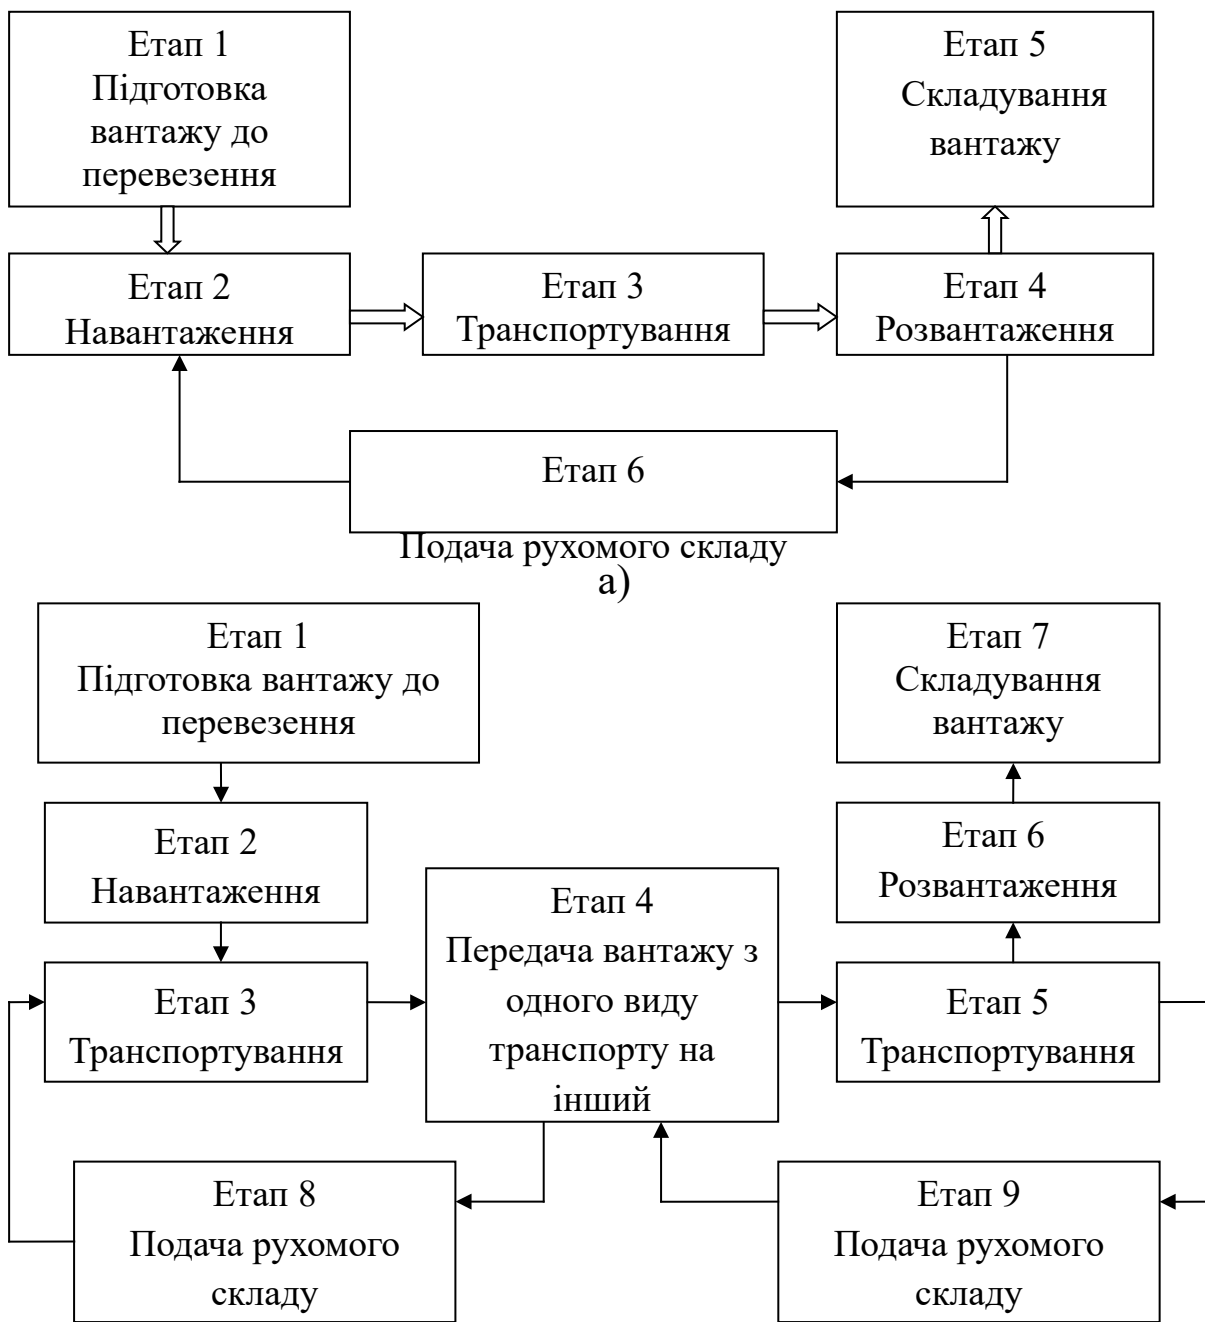 Етап 1
Підготовка
вантажу до
перевезення
Етап 5
Складування
вантажу
Етап 2
Навантаження
Етап 3
Транспортування
Етап 4
Розвантаження
Етап 6
Подача рухомого складу
а)
Етап 1
Підготовка вантажу до
перевезення
Етап 7
Складування
вантажу
Етап 2
Навантаження
Етап 6
Розвантаження
Етап 4
Передача вантажу з
одного виду
транспорту на
інший
Етап 3
Транспортування
Етап 5
Транспортування
Етап 8
Подача рухомого
складу
Етап 9
Подача рухомого
складу